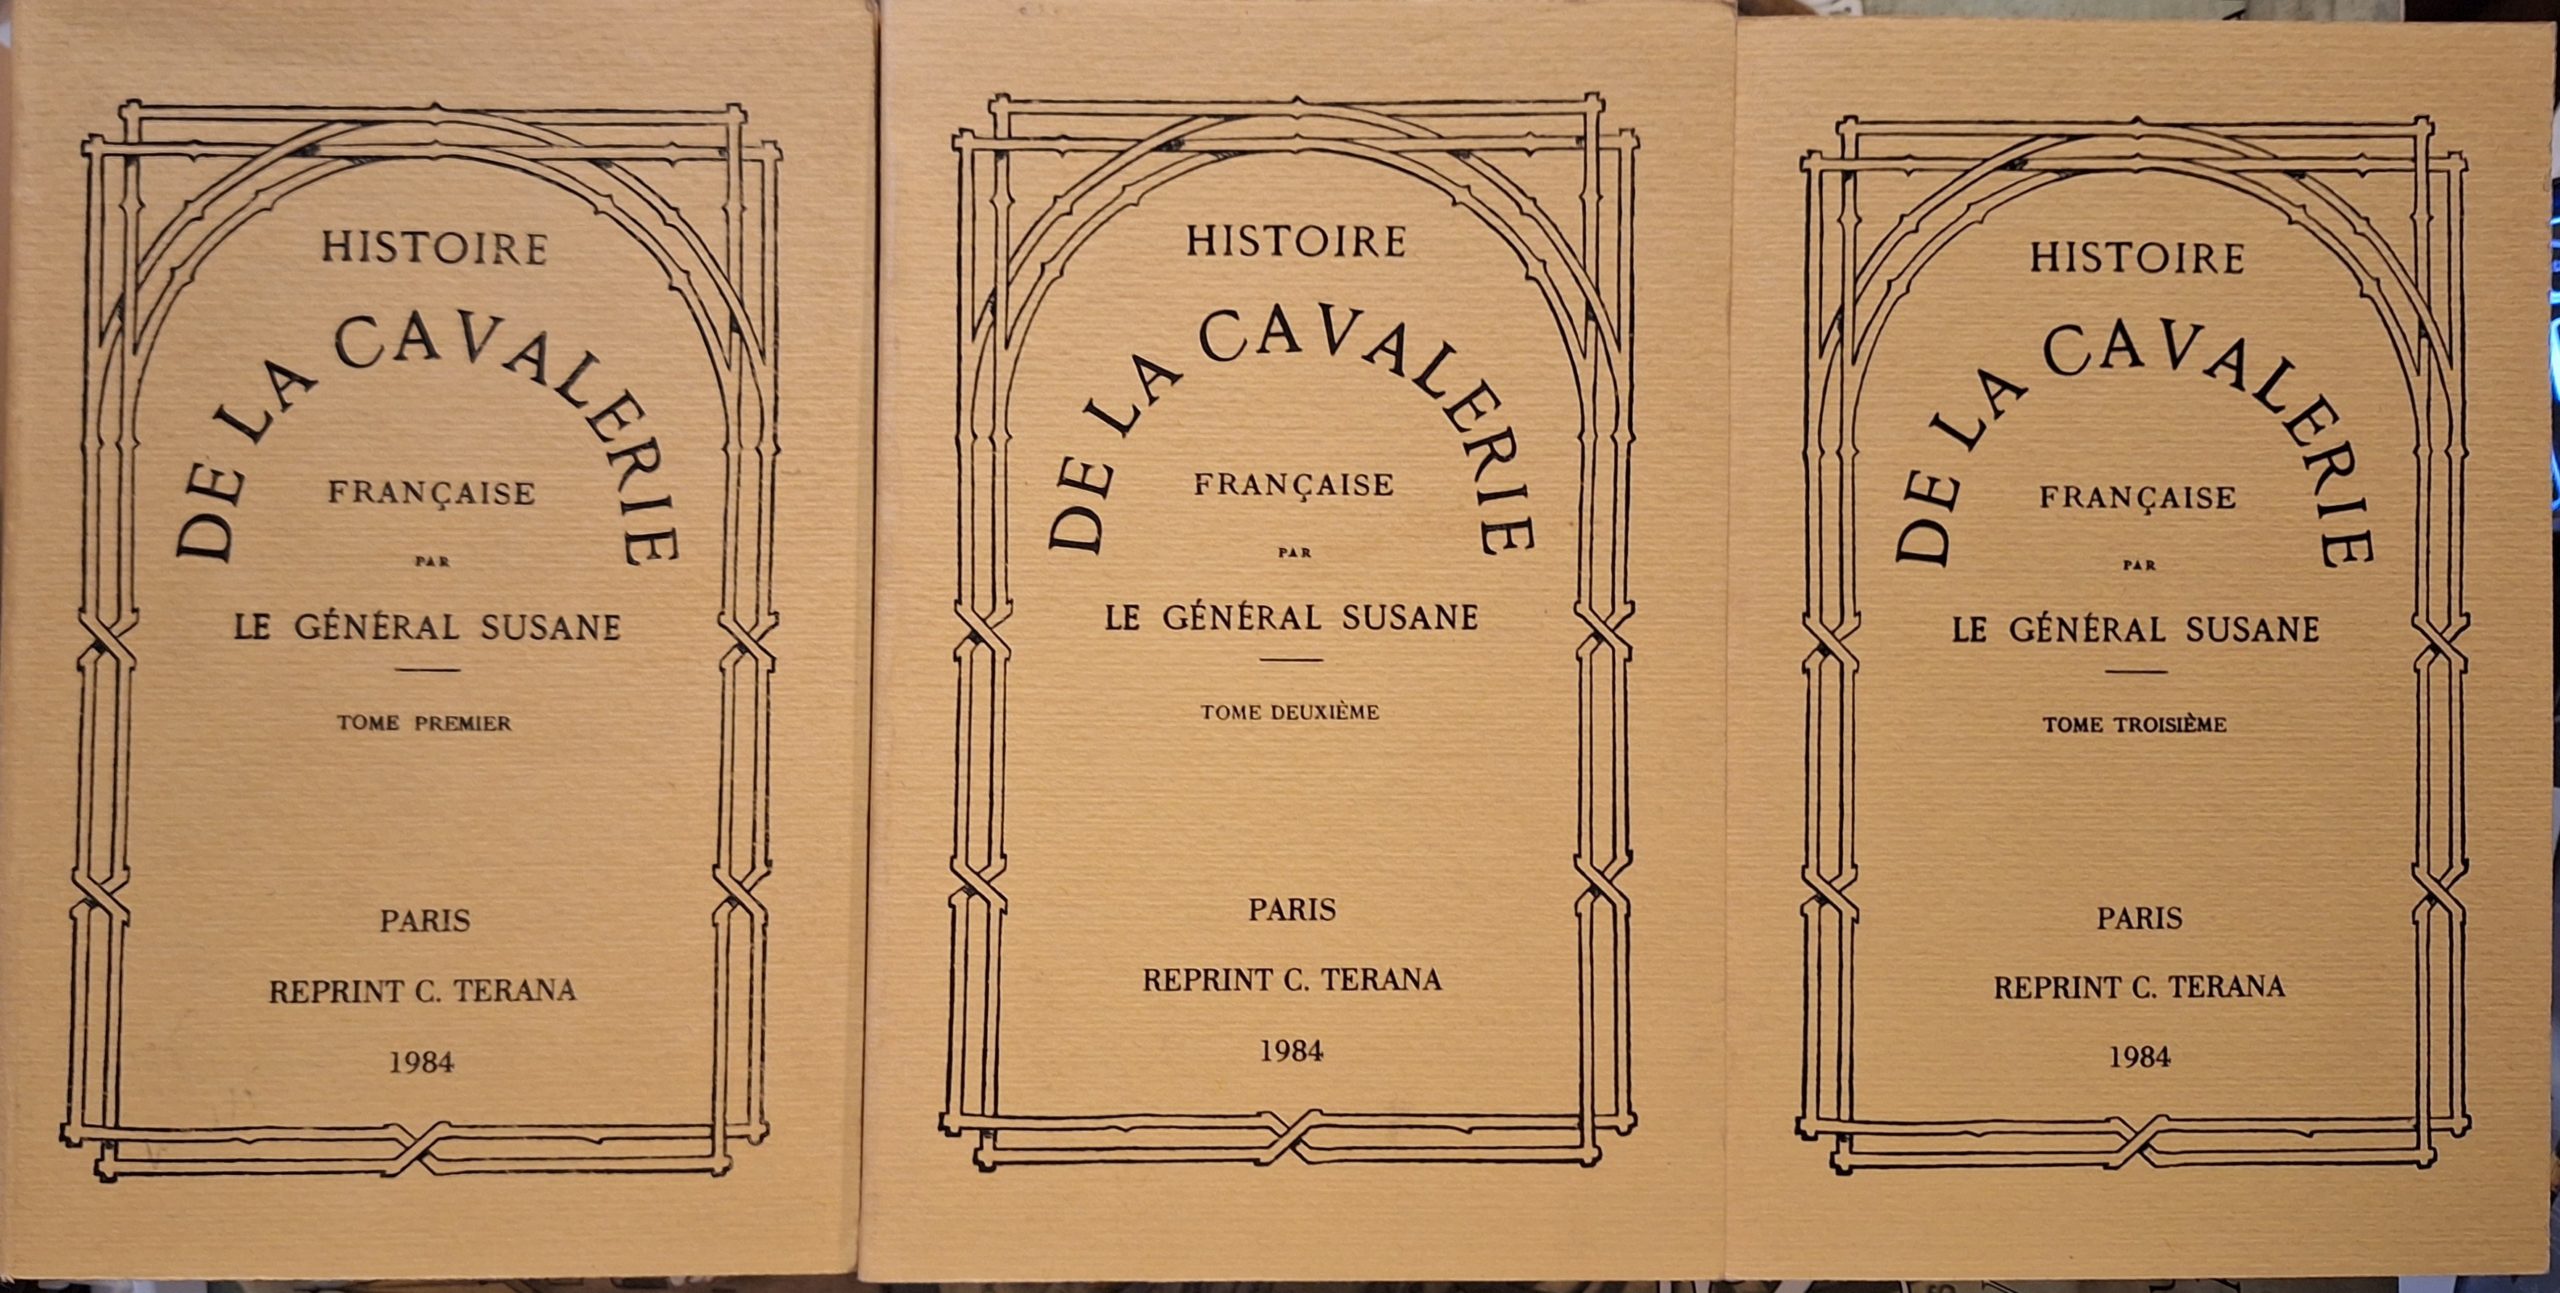 HISTOIRE
DE LA CAVALERIE
FRANÇAISE
PAR
LE GÉNÉRAL SUSANE
TOME PREMIER
PARIS
REPRINT C. TERANA
1984
HISTOIRE
DE LA CAVALERIE
FRANÇAISE
PAR
LE GÉNÉRAL SUSANE
TOME DEUXIÈME
PARIS
REPRINT C. TERANA
1984
HISTOIRE
DE LA CAVALERIE
FRANÇAISE
PAR
LE GÉNÉRAL SUSANE
TOME TROISIÈME
PARIS
REPRINT C. TERANA
1984